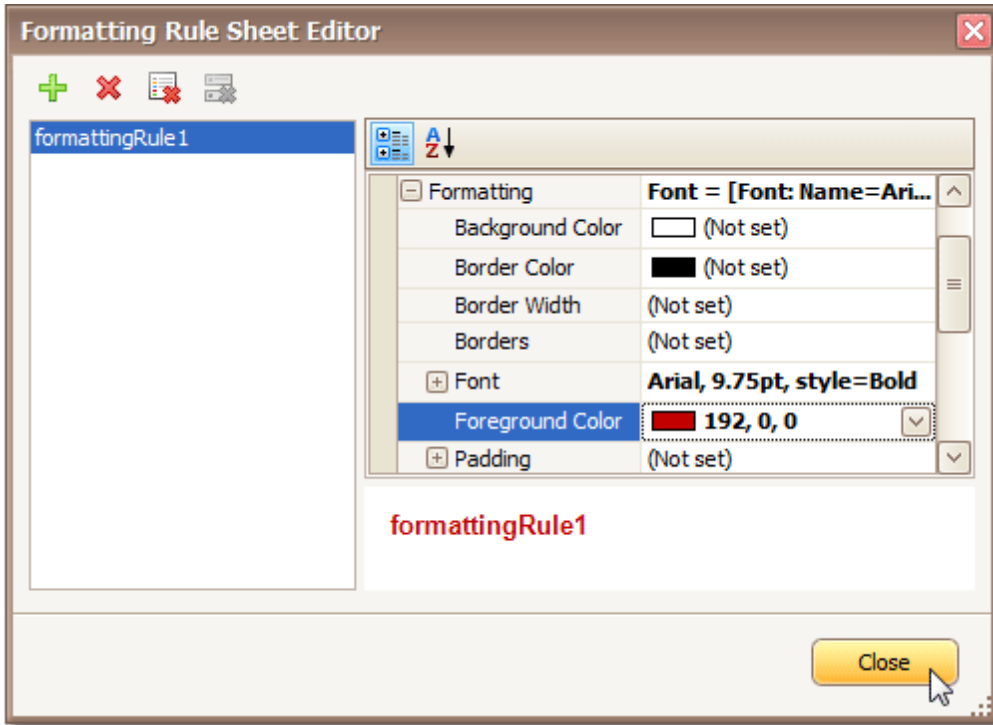 Formatting Rule Sheet Editor
formattingRule1
A
Z
Formatting Font = [Font: Name=Ari...
Background Color (Not set)
Border Color (Not set)
Border Width (Not set)
Borders (Not set)
Font Arial, 9.75pt, style=Bold
Foreground Color 192, 0, 0
Padding (Not set)
formattingRule1
Close